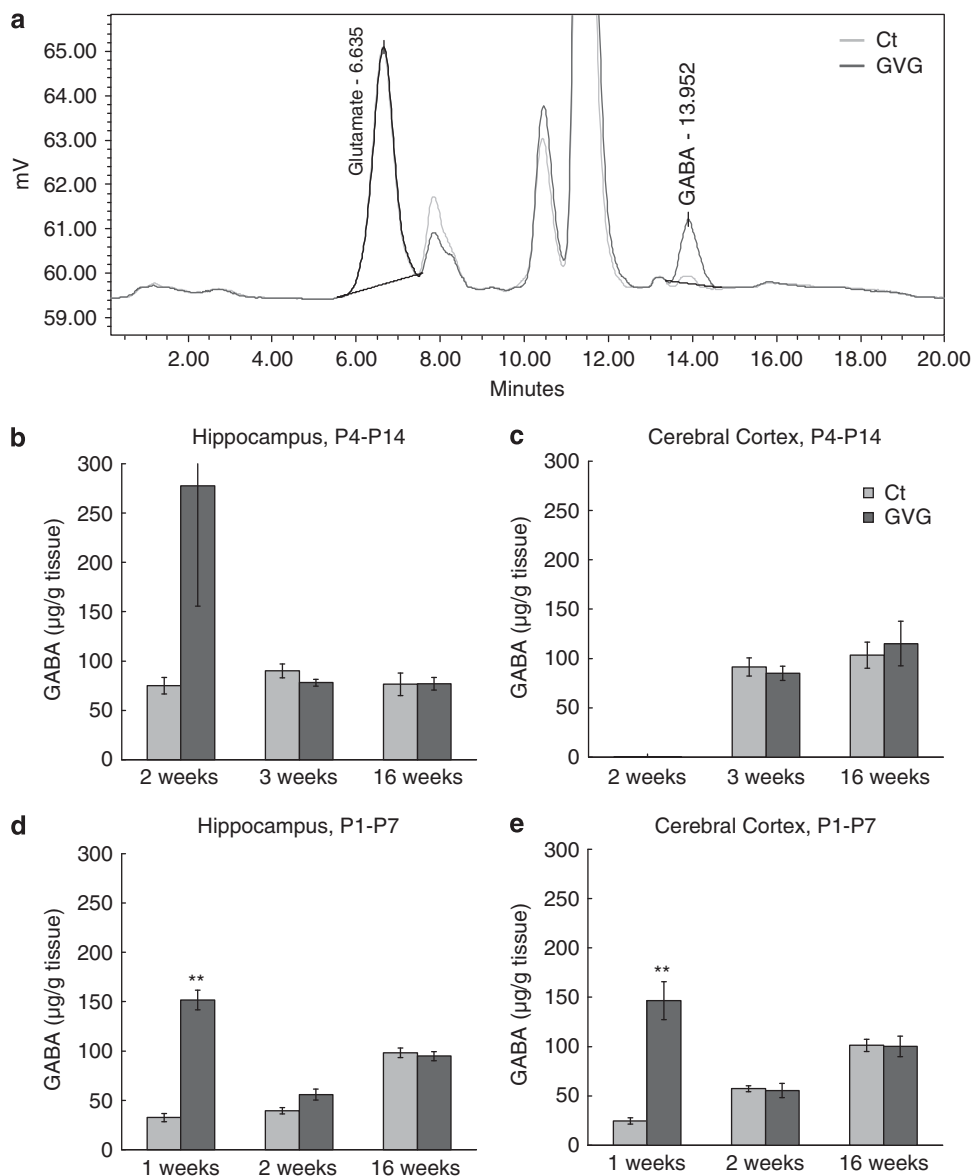 a
65.00
64.00
63.00
62.00
61.00
60.00
59.00
mV
Glutamate - 6.635
GABA - 13.952
Ct
GVG
2.00 4.00 6.00 8.00 10.00 12.00 14.00 16.00 18.00 20.00
Minutes
b
Hippocampus, P4-P14
GABA (µg/g tissue)
300
250
200
150
100
50
0
2 weeks 3 weeks 16 weeks
c
Cerebral Cortex, P4-P14
GABA (µg/g tissue)
300
250
200
150
100
50
0
Ct
GVG
2 weeks 3 weeks 16 weeks
d
Hippocampus, P1-P7
GABA (µg/g tissue)
300
250
200
150
100
50
0
**
1 weeks 2 weeks 16 weeks
e
Cerebral Cortex, P1-P7
GABA (µg/g tissue)
300
250
200
150
100
50
0
**
1 weeks 2 weeks 16 weeks